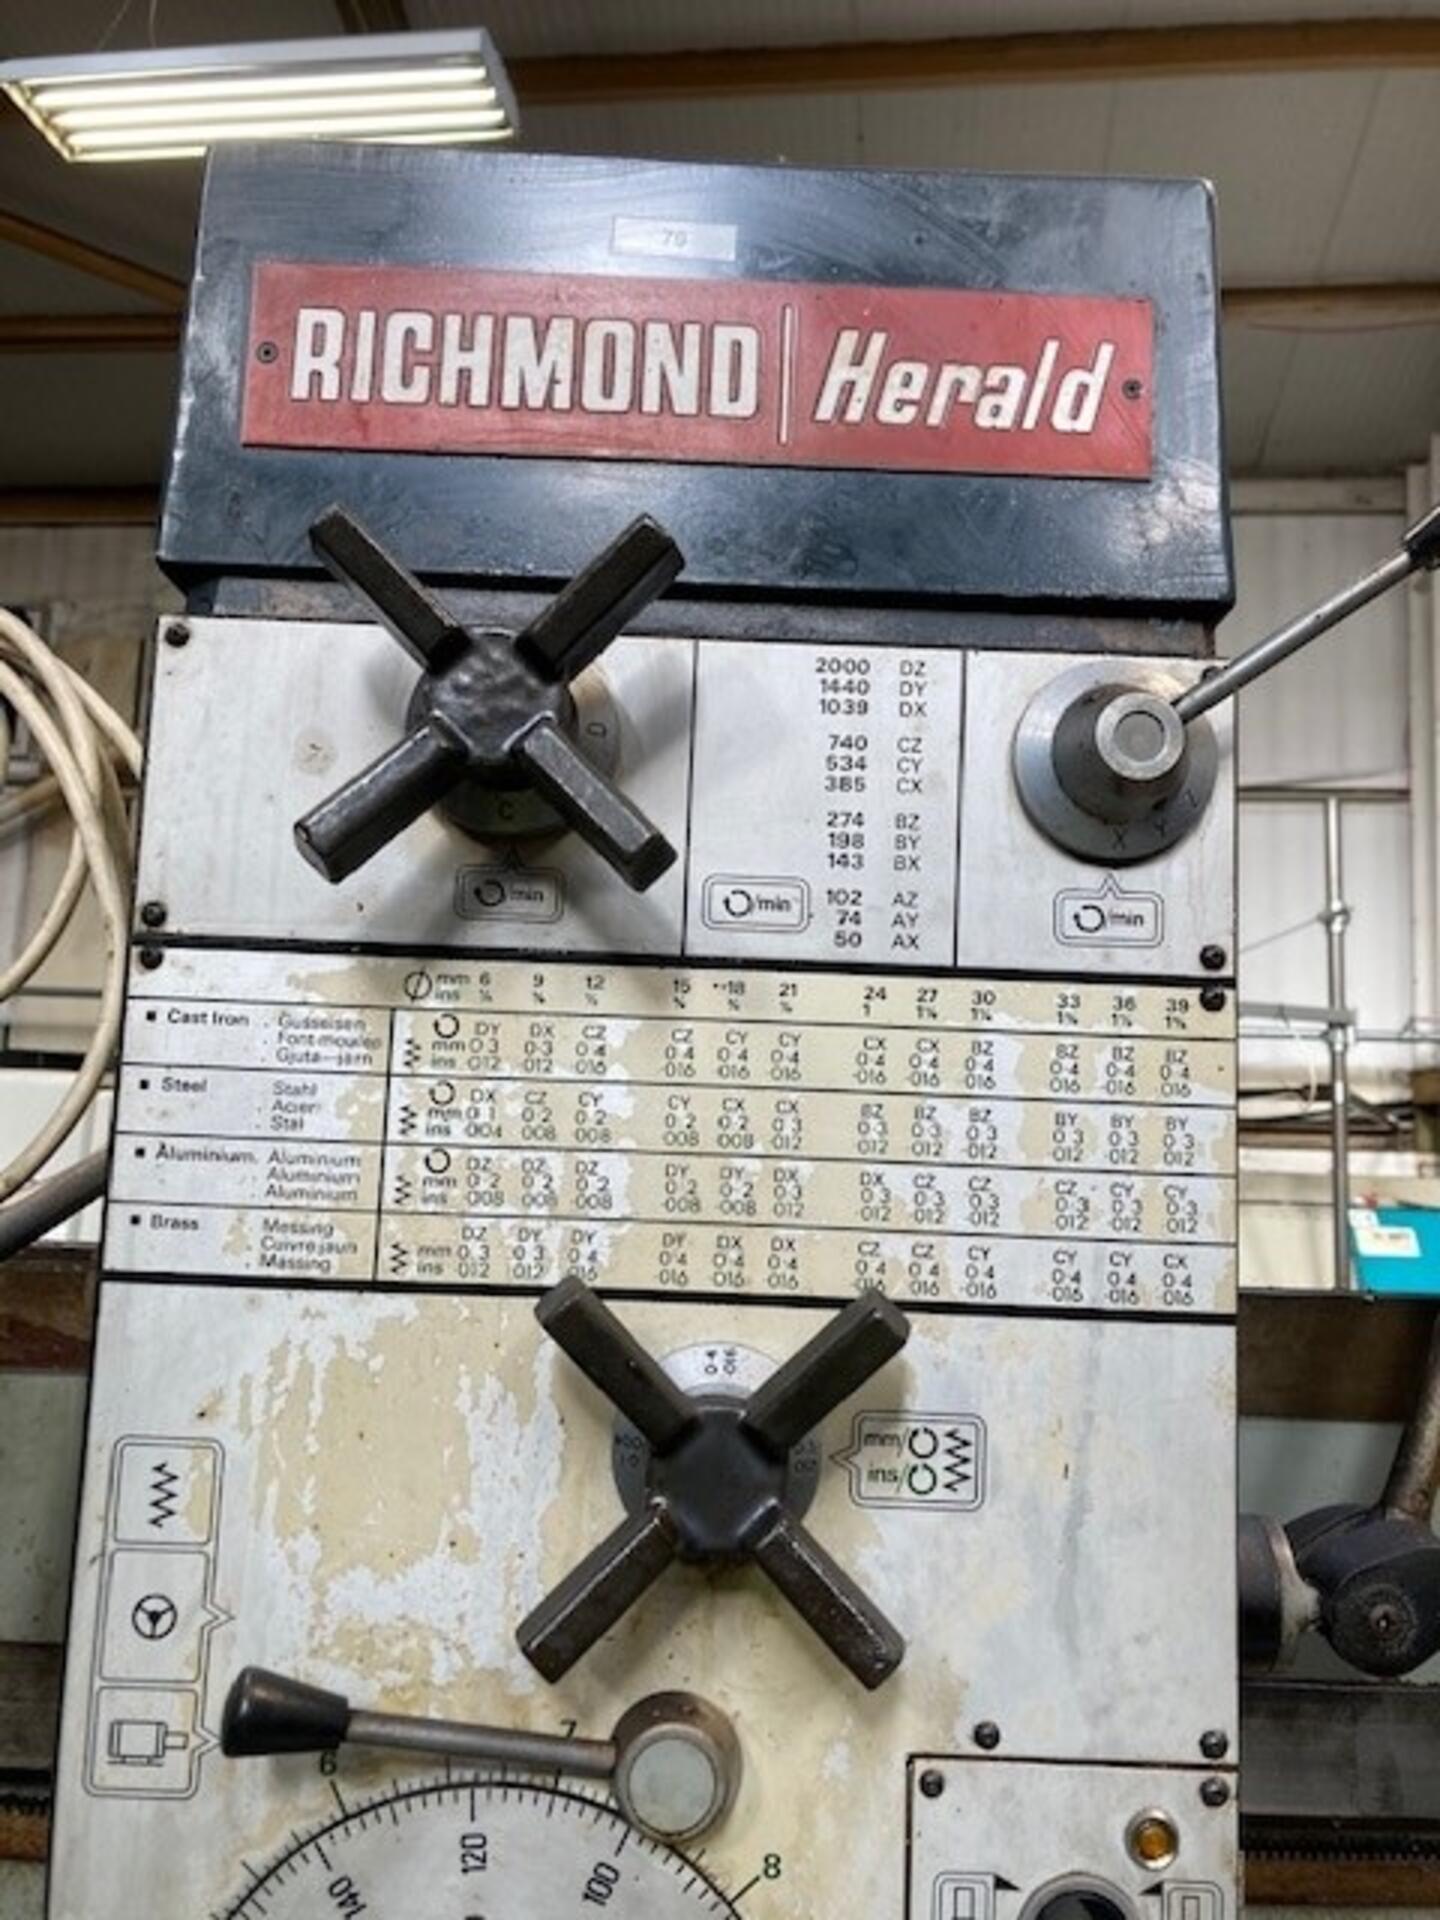 79
RICHMOND Herald
2000 DZ
1440 DY
1039 DX
740 CZ
534 CY
385 CX
274 BZ
198 BY
143 BX
102 AZ
74 AY
50 AX
D
C
/min
/min
X Y Z
/min
mm 6 9 12 15 18 21 24 27 30 33 36 39
ins
Cast Iron Gusseisen
Font-moulee
Gjuta-jarn
DY DX CZ CZ CY CY CX CX BZ BZ BZ BZ
mm 0·3 0·3 0·4 0·4 0·4 0·4 0·4 0·4 0·4 0·4 0·4 0·4
ins ·012 ·012 ·016 ·016 ·016 ·016 ·016 ·016 ·016 ·016 ·016 ·016
Steel Stahl
Acier
Stal
DX CZ CY CY CX CX BZ BZ BZ BY BY BY
mm 0·1 0·2 0·2 0·2 0·2 0·3 0·3 0·3 0·3 0·3 0·3 0·3
ins ·004 ·008 ·008 ·008 ·008 ·012 ·012 ·012 ·012 ·012 ·012 ·012
Aluminium Aluminium
Aluminium
Aluminium
DZ DZ DZ DY DY DX DX CZ CZ CZ CY CY
mm 0·2 0·2 0·2 0·2 0·2 0·3 0·3 0·3 0·3 0·3 0·3 0·3
ins ·008 ·008 ·008 ·008 ·008 ·012 ·012 ·012 ·012 ·012 ·012 ·012
Brass Messing
Cuivre-jaun
Massing
DZ DY DY DY DX DX CZ CZ CY CY CY CX
mm 0·3 0·3 0·4 0·4 0·4 0·4 0·4 0·4 0·4 0·4 0·4 0·4
ins ·012 ·012 ·016 ·016 ·016 ·016 ·016 ·016 ·016 ·016 ·016 ·016
0·4
·016
mm/
ins/
6 7 8
140 120 100